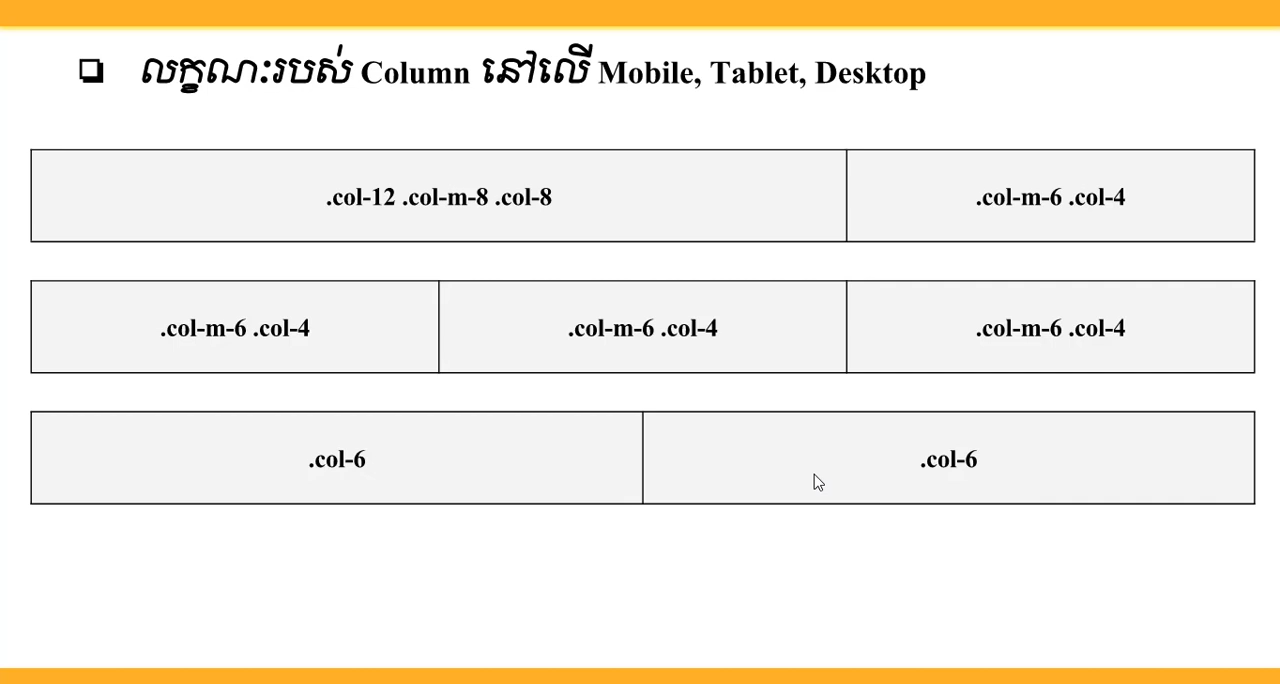 លក្ខណៈរបស់ Column នៅលើ Mobile, Tablet, Desktop
.col-12 .col-m-8 .col-8
.col-m-6 .col-4
.col-m-6 .col-4
.col-m-6 .col-4
.col-m-6 .col-4
.col-6
.col-6